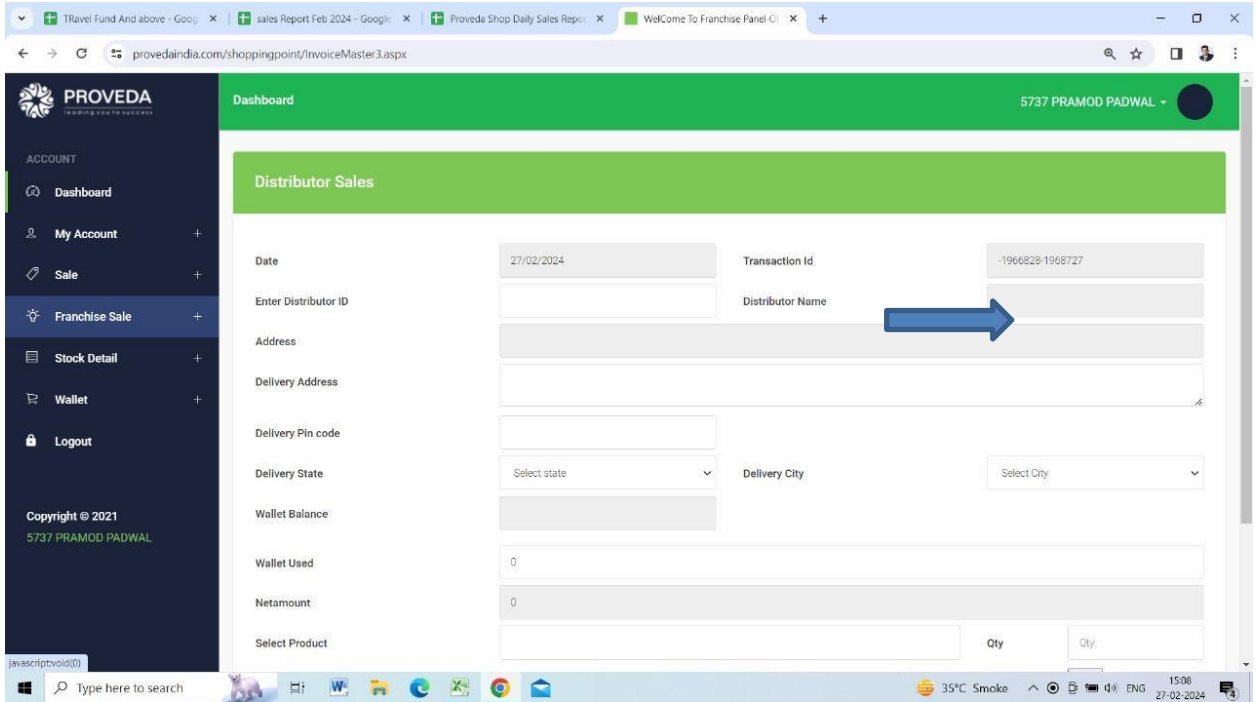 TRavel Fund And above - Goog
sales Report Feb 2024 - Google
Proveda Shop Daily Sales Repo
WelCome To Franchise Panel O
provedaindia.com/shoppingpoint/InvoiceMaster3.aspx
PROVEDA
leading you to success
Dashboard
5737 PRAMOD PADWAL
ACCOUNT
Dashboard
My Account
Sale
Franchise Sale
Stock Detail
Wallet
Logout
Copyright © 2021
5737 PRAMOD PADWAL
Distributor Sales
Date 27/02/2024 Transaction Id -1966828-1968727
Enter Distributor ID Distributor Name
Address
Delivery Address
Delivery Pin code
Delivery State Select state Delivery City Select City
Wallet Balance
Wallet Used 0
Netamount 0
Select Product Qty Qty
javascript:void(0)
Type here to search
35°C Smoke ENG 15:08
27-02-2024
4